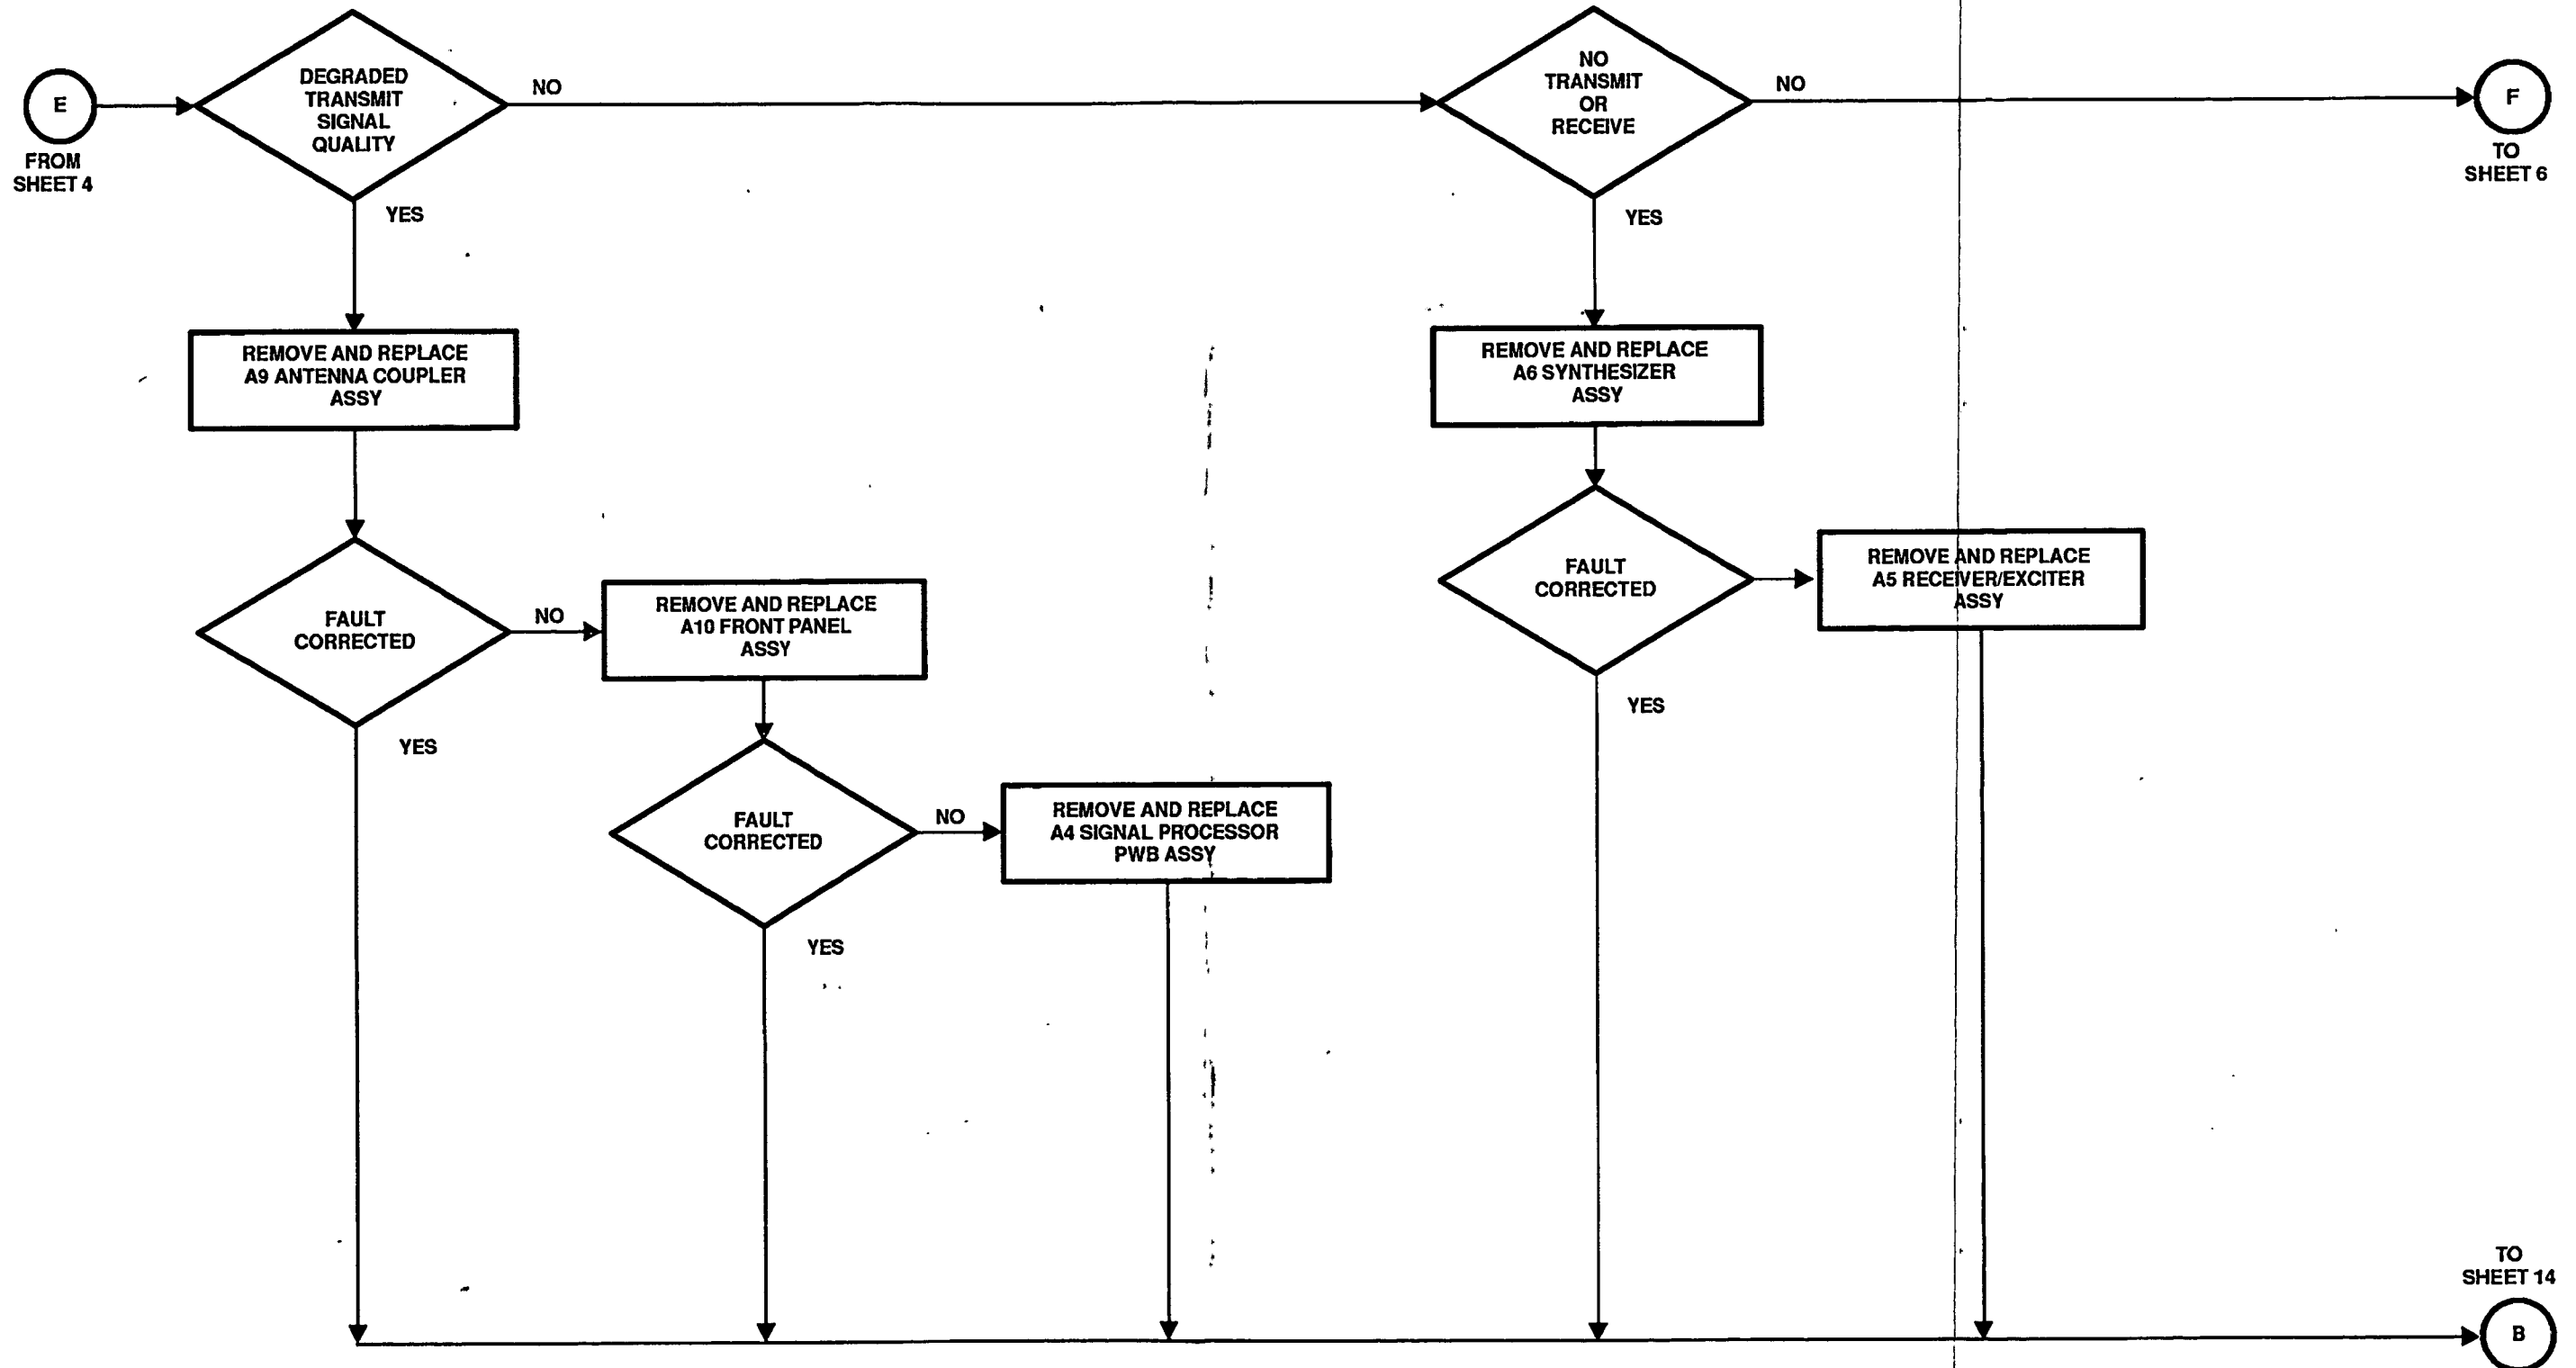 E
FROM
SHEET 4
DEGRADED
TRANSMIT
SIGNAL
QUALITY
NO
YES
NO
TRANSMIT
OR
RECEIVE
NO
YES
F
TO
SHEET 6
REMOVE AND REPLACE
A9 ANTENNA COUPLER
ASSY
REMOVE AND REPLACE
A6 SYNTHESIZER
ASSY
FAULT
CORRECTED
NO
YES
REMOVE AND REPLACE
A10 FRONT PANEL
ASSY
FAULT
CORRECTED
YES
REMOVE AND REPLACE
A5 RECEIVER/EXCITER
ASSY
FAULT
CORRECTED
NO
YES
REMOVE AND REPLACE
A4 SIGNAL PROCESSOR
PWB ASSY
TO
SHEET 14
B